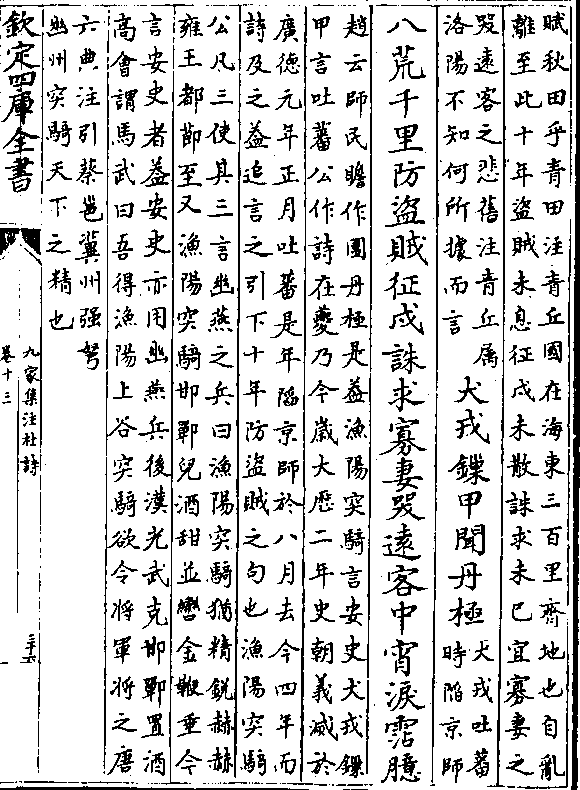 賦秋田乎青田注青丘國在海東三百里齊地也自亂
離至此十年盜賊未息征戍未散誅求未已宜寡妻之
哭遠客之悲舊注青丘属
洛陽不知何所據而言
犬戎鏁甲聞丹極
犬戎吐蕃
時陷京師
八荒千里防盜賊征戍誅求寡妻哭遠客中宵淚霑臆
趙云師民瞻作圍丹極是葢漁陽突騎言安史犬戎鏁
甲言吐蕃公作詩在夔乃今歲大歴二年史朝義滅於
廣德元年正月吐蕃是年陷京師於八月去今四年而
詩及之葢追言之引下十年防盜賊之句也漁陽突騎
公凡三使其三言幽燕之兵曰漁陽突騎猶精銳赫赫
雍王都節至又漁陽突騎邯鄲兒酒甜並轡金鞭垂今
言安史者葢安史亦用幽燕兵後漢光武克邯鄲置酒
高會謂馬武曰吾得漁陽上谷突騎欲令將軍將之唐
六典注引蔡邕冀州强弩
幽州突騎天下之精也
欽定四庫全書
九家集注杜詩
卷十三
三十六